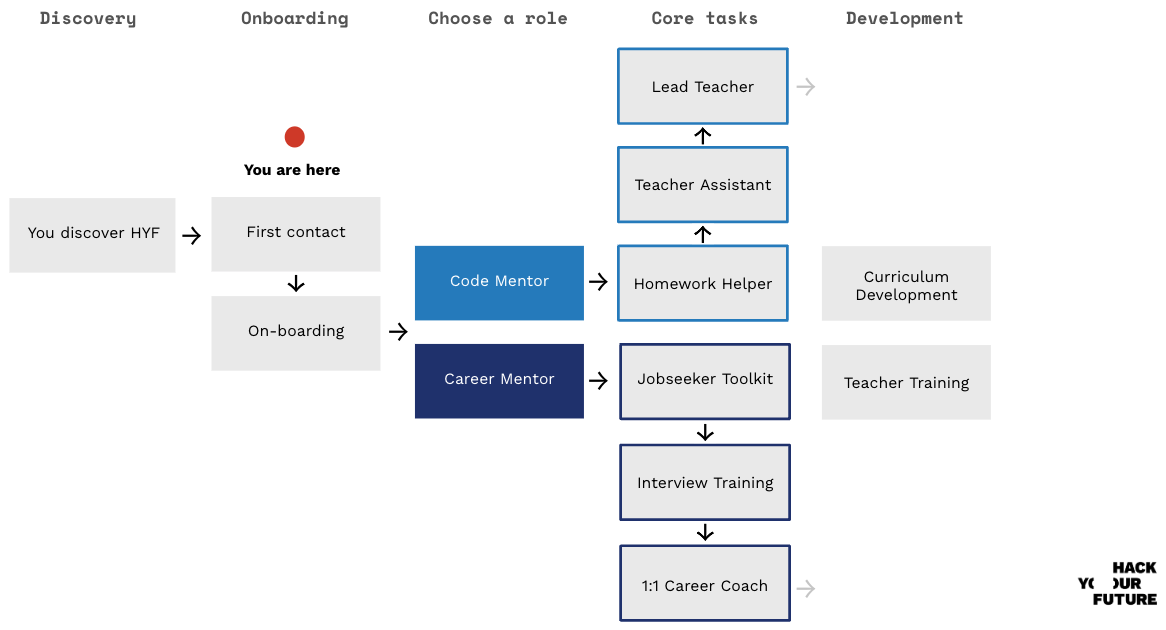 Discovery
Onboarding
Choose a role
Core tasks
Development
Lead Teacher
You are here
Teacher Assistant
You discover HYF
First contact
Code Mentor
Homework Helper
Curriculum
Development
On-boarding
Career Mentor
Jobseeker Toolkit
Teacher Training
Interview Training
1:1 Career Coach
HACK
YOUR
FUTURE